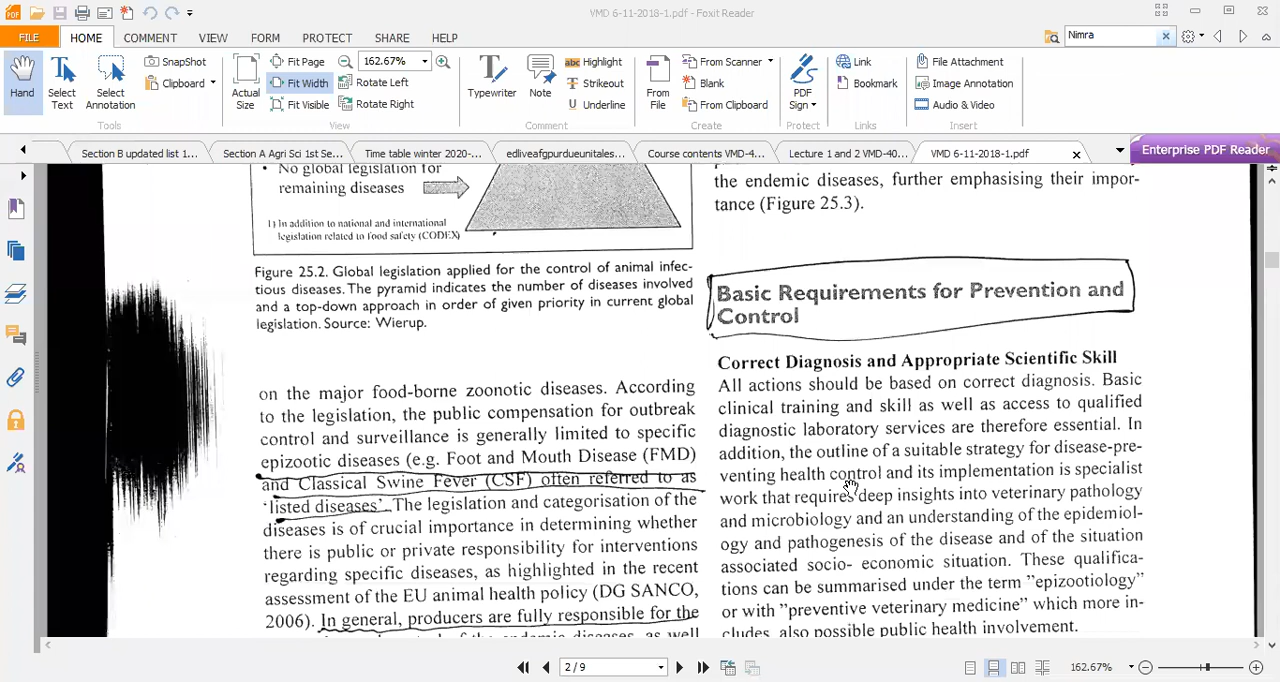 VMD 6-11-2018-1.pdf - Foxit Reader
FILE HOME COMMENT VIEW FORM PROTECT SHARE HELP
Nimra
Hand
Select Text
Select Annotation
SnapShot
Clipboard
Tools
Actual Size
Fit Page
Fit Width
Fit Visible
162.67%
Rotate Left
Rotate Right
View
Typewriter
Note
Highlight
Strikeout
Underline
Comment
From File
From Scanner
Blank
From Clipboard
Create
PDF Sign
Protect
Link
Bookmark
Links
File Attachment
Image Annotation
Audio & Video
Insert
Section B updated list 1...
Section A Agri Sci 1st Se...
Time table winter 2020-...
edliveafgpurdueunitales...
Course contents VMD-4...
Lecture 1 and 2 VMD-40...
VMD 6-11-2018-1.pdf
Enterprise PDF Reader
• No global legislation for
remaining diseases
1) In addition to national and international
legislation related to food safety (CODEX)
Figure 25.2. Global legislation applied for the control of animal infec-
tious diseases. The pyramid indicates the number of diseases involved
and a top-down approach in order of given priority in current global
legislation. Source: Wierup.
on the major food-borne zoonotic diseases. According
to the legislation, the public compensation for outbreak
control and surveillance is generally limited to specific
epizootic diseases (e.g. Foot and Mouth Disease (FMD)
and Classical Swine Fever (CSF) often referred to as
'listed diseases'. The legislation and categorisation of the
diseases is of crucial importance in determining whether
there is public or private responsibility for interventions
regarding specific diseases, as highlighted in the recent
assessment of the EU animal health policy (DG SANCO,
2006). In general, producers are fully responsible for the
of the endemic diseases, as well
the endemic diseases, further emphasising their impor-
tance (Figure 25.3).
Basic Requirements for Prevention and
Control
Correct Diagnosis and Appropriate Scientific Skill
All actions should be based on correct diagnosis. Basic
clinical training and skill as well as access to qualified
diagnostic laboratory services are therefore essential. In
addition, the outline of a suitable strategy for disease-pre-
venting health control and its implementation is specialist
work that requires deep insights into veterinary pathology
and microbiology and an understanding of the epidemiol-
ogy and pathogenesis of the disease and of the situation
associated socio- economic situation. These qualifica-
tions can be summarised under the term "epizootiology"
or with "preventive veterinary medicine" which more in-
cludes, also possible public health involvement.
2 / 9
162.67%